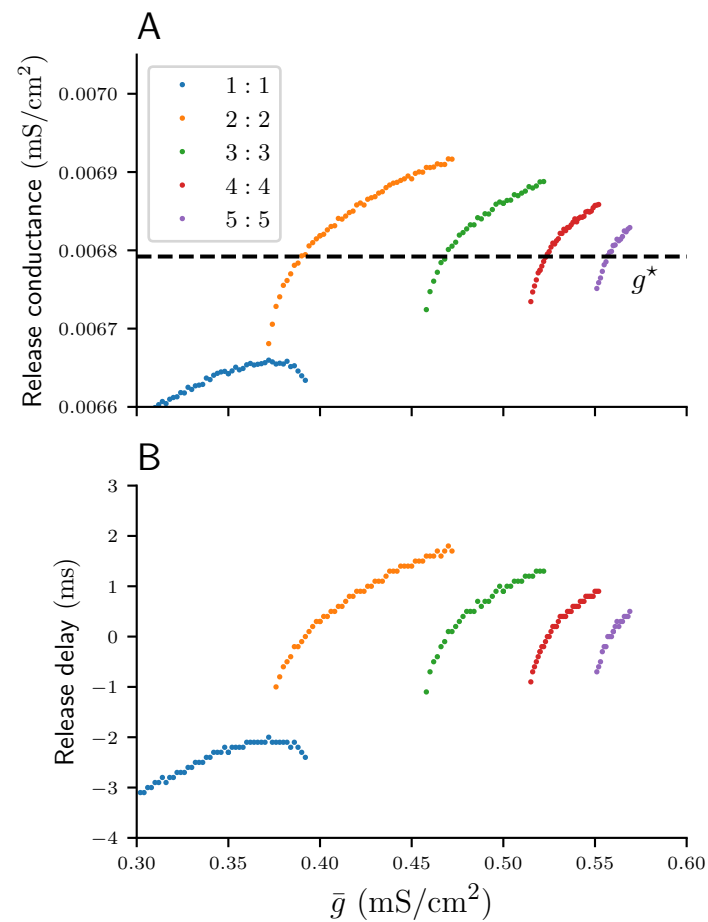 A
Release conductance (mS/cm²)
0.0070
0.0069
0.0068
0.0067
0.0066
1 : 1
2 : 2
3 : 3
4 : 4
5 : 5
g⋆
B
Release delay (ms)
3
2
1
0
−1
−2
−3
−4
0.30 0.35 0.40 0.45 0.50 0.55 0.60
ḡ (mS/cm²)